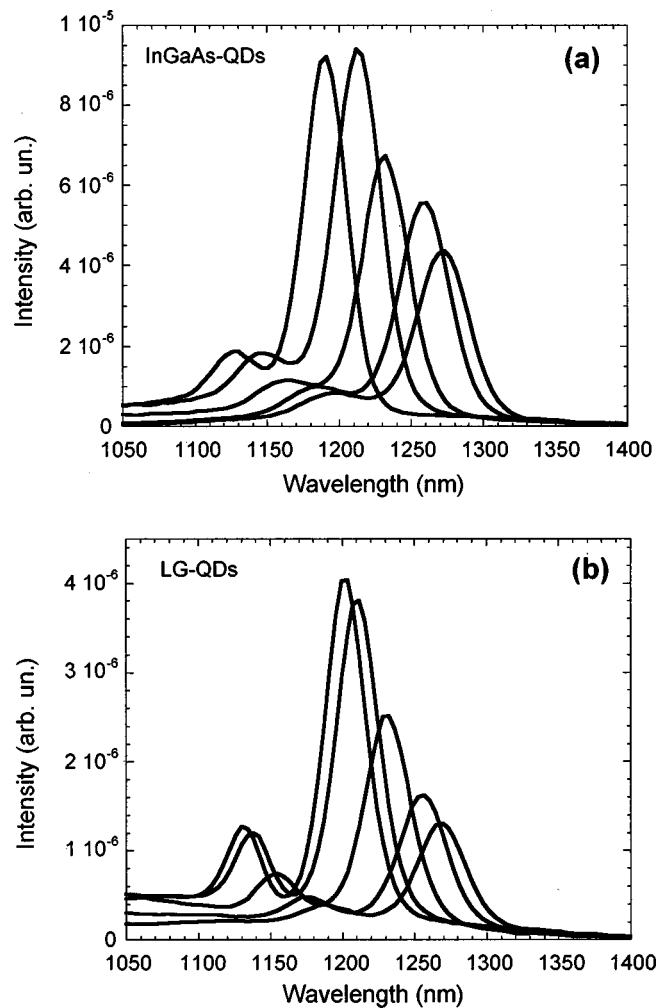 1 10⁻⁵
InGaAs-QDs
(a)
8 10⁻⁶
6 10⁻⁶
4 10⁻⁶
2 10⁻⁶
0
Intensity (arb. un.)
1050 1100 1150 1200 1250 1300 1350 1400
Wavelength (nm)
LG-QDs
(b)
4 10⁻⁶
3 10⁻⁶
2 10⁻⁶
1 10⁻⁶
0
Intensity (arb. un.)
1050 1100 1150 1200 1250 1300 1350 1400
Wavelength (nm)